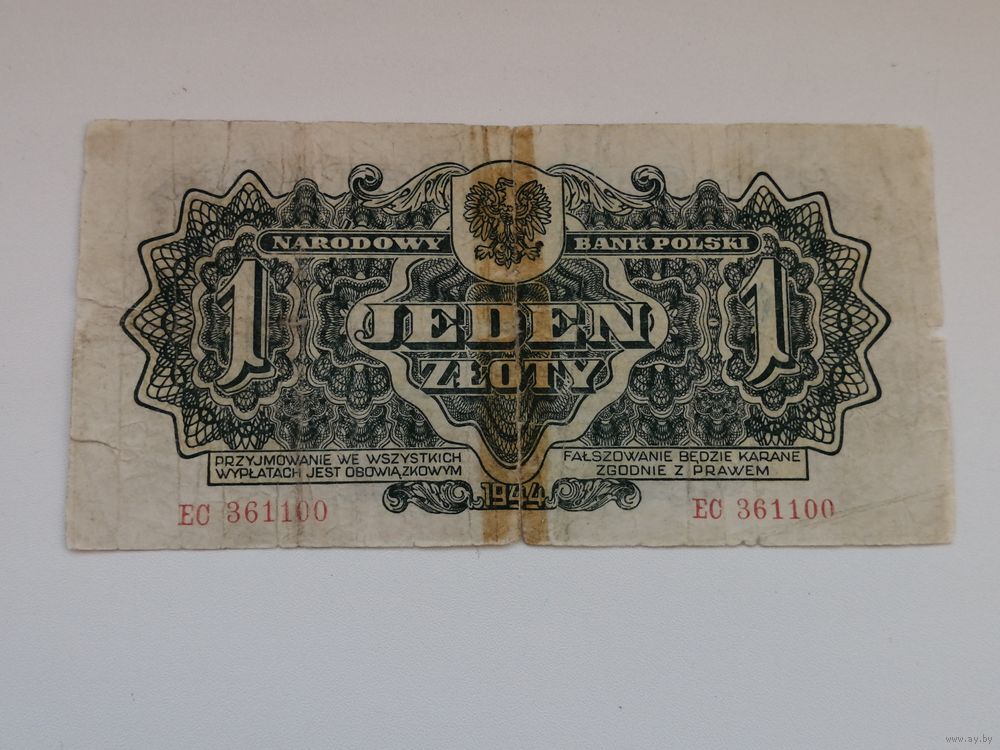 NARODOWY BANK POLSKI
1 JEDEN 1
ZŁOTY
PRZYJMOWANIE WE WSZYSTKICH
WYPŁATACH JEST OBOWIĄZKOWYM
FAŁSZOWANIE BĘDZIE KARANE
ZGODNIE Z PRAWEM
1944
EC 361100
EC 361100
www.ay.by